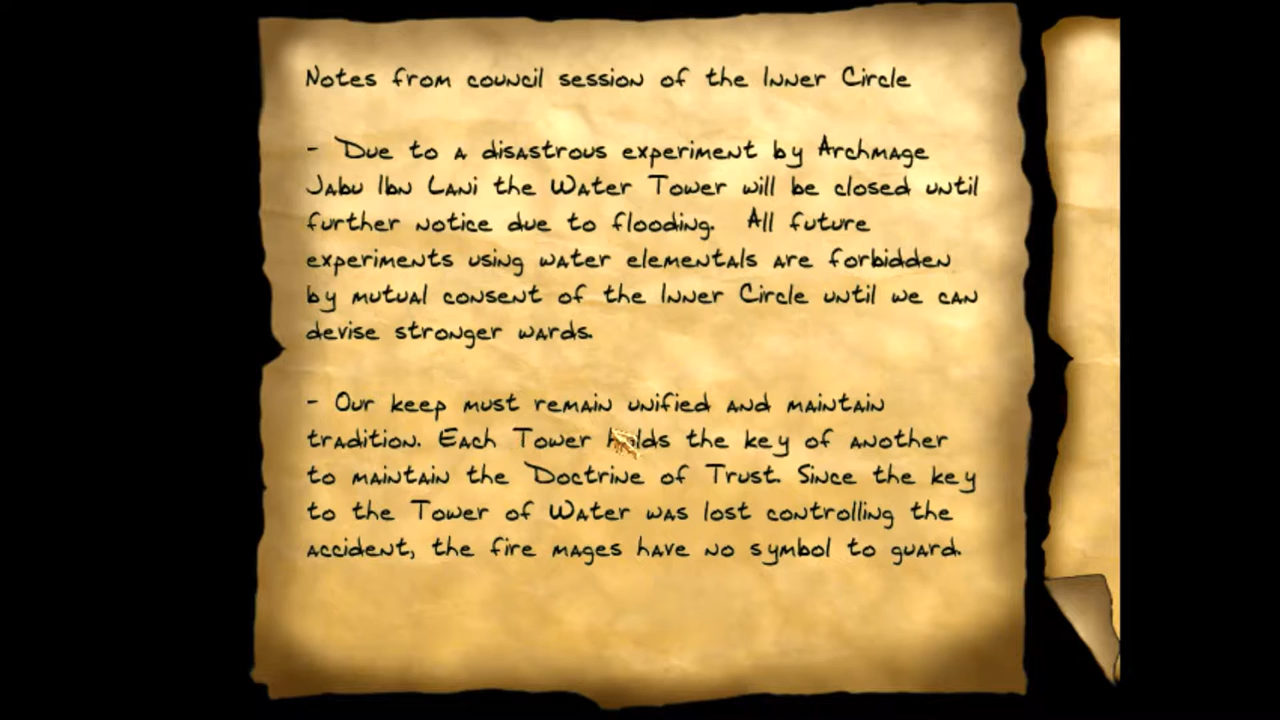 Notes from council session of the Inner Circle
- Due to a disastrous experiment by Archmage
Jabu Ibn Lani the Water Tower will be closed until
further notice due to flooding. All future
experiments using water elementals are forbidden
by mutual consent of the Inner Circle until we can
devise stronger wards.
- Our keep must remain unified and maintain
tradition. Each Tower holds the key of another
to maintain the Doctrine of Trust. Since the key
to the Tower of Water was lost controlling the
accident, the fire mages have no symbol to guard.